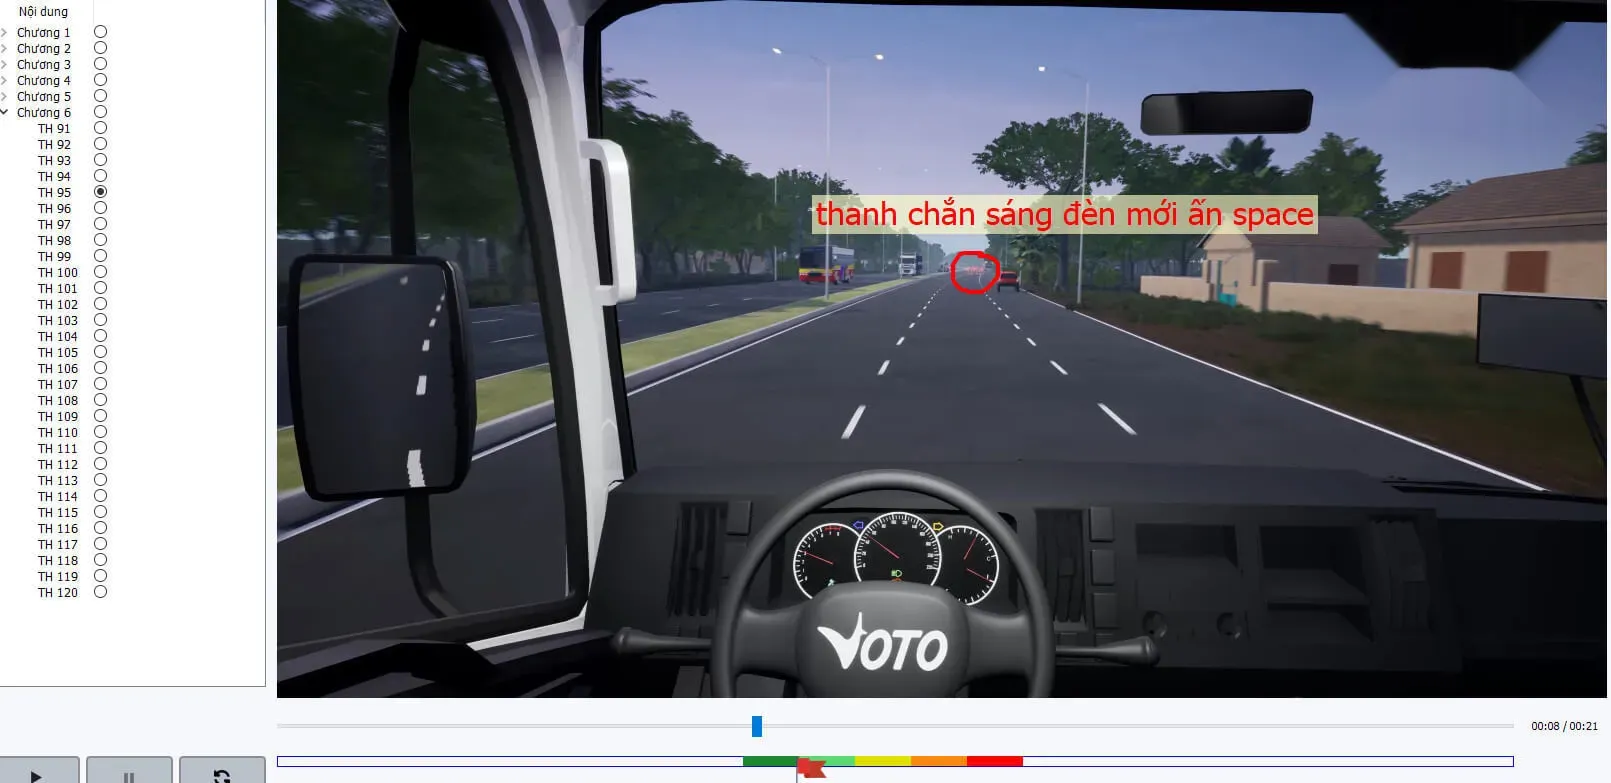 Nội dung
Chương 1
Chương 2
Chương 3
Chương 4
Chương 5
Chương 6
TH 91
TH 92
TH 93
TH 94
TH 95
TH 96
TH 97
TH 98
TH 99
TH 100
TH 101
TH 102
TH 103
TH 104
TH 105
TH 106
TH 107
TH 108
TH 109
TH 110
TH 111
TH 112
TH 113
TH 114
TH 115
TH 116
TH 117
TH 118
TH 119
TH 120
thanh chắn sáng đèn mới ấn space
VOTO
00:08 / 00:21